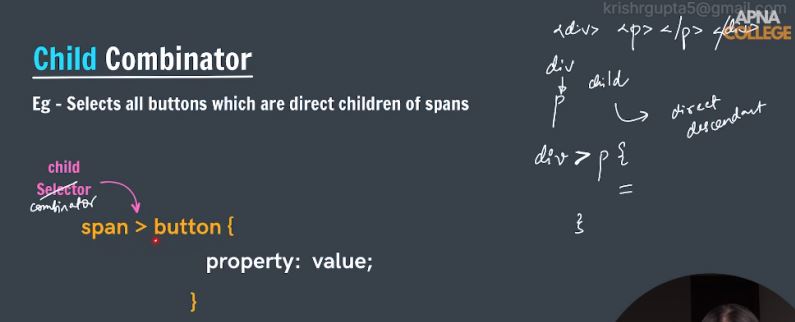 krishrgupta5@gmail.com
APNA
COLLEGE
Child Combinator
Eg - Selects all buttons which are direct children of spans
child
Selector
combinator
span > button {
property: value;
}
<div> <p> </p> </div>
div
p
child
direct
descendant
div > p {
=
}